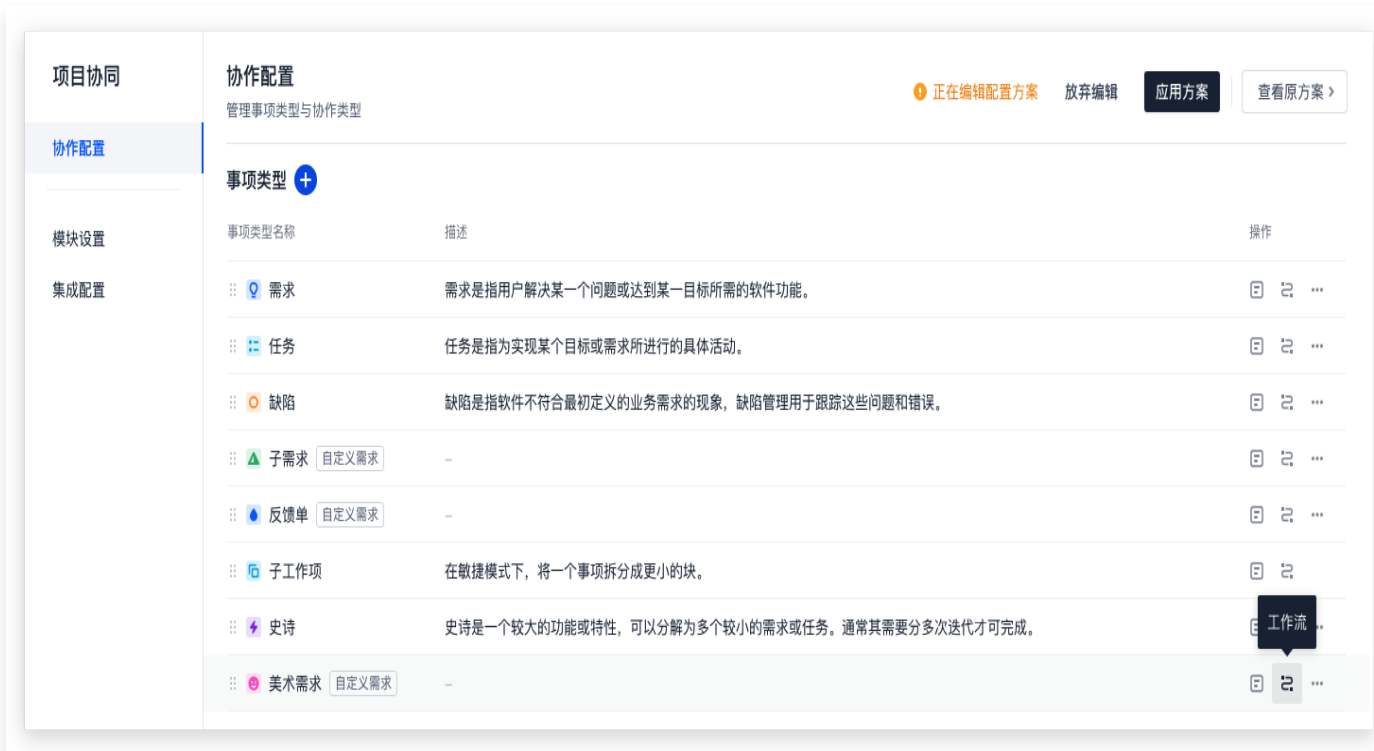 项目协同
协作配置
模块设置
集成配置
协作配置
管理事项类型与协作类型
正在编辑配置方案 放弃编辑 应用方案 查看原方案 ›
事项类型
事项类型名称 描述 操作
需求 需求是指用户解决某一个问题或达到某一目标所需的软件功能。
任务 任务是指为实现某个目标或需求所进行的具体活动。
缺陷 缺陷是指软件不符合最初定义的业务需求的现象，缺陷管理用于跟踪这些问题和错误。
子需求 自定义需求 –
反馈单 自定义需求 –
子工作项 在敏捷模式下，将一个事项拆分成更小的块。
史诗 史诗是一个较大的功能或特性，可以分解为多个较小的需求或任务。通常其需要分多次迭代才可完成。
工作流
美术需求 自定义需求 –